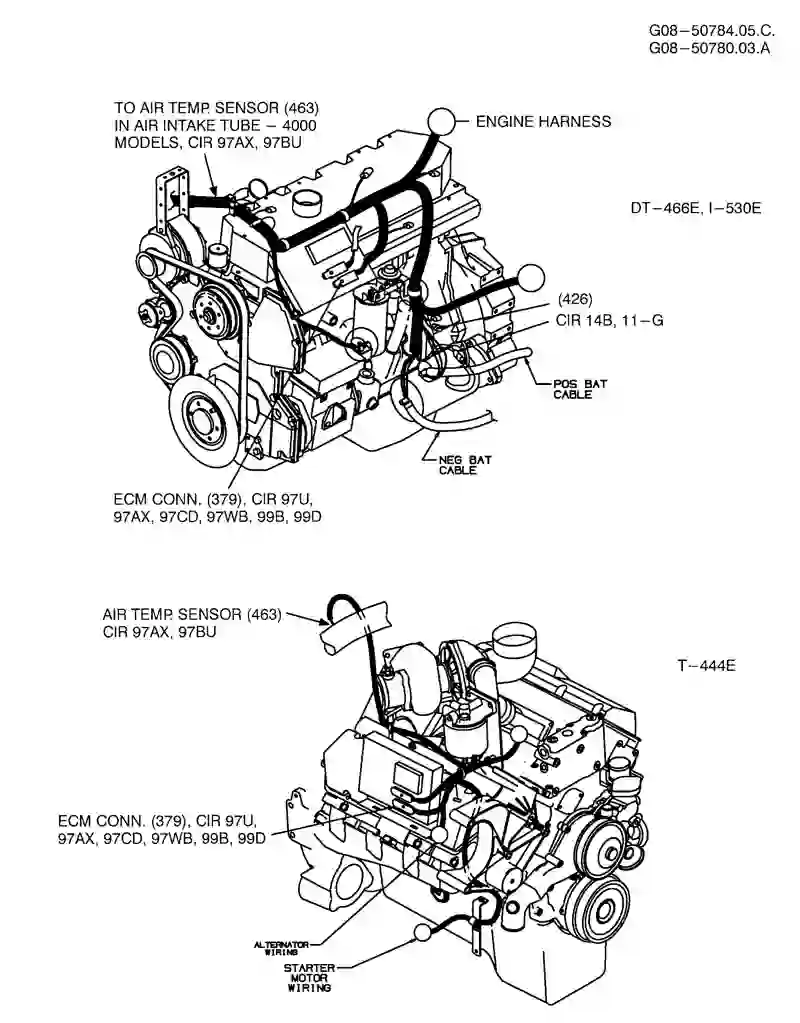 G08-50784.05.C.
G08-50780.03.A
TO AIR TEMP. SENSOR (463)
IN AIR INTAKE TUBE - 4000
MODELS, CIR 97AX, 97BU
ENGINE HARNESS
DT-466E, I-530E
(426)
CIR 14B, 11-G
POS BAT
CABLE
NEG BAT
CABLE
ECM CONN. (379), CIR 97U,
97AX, 97CD, 97WB, 99B, 99D
AIR TEMP. SENSOR (463)
CIR 97AX, 97BU
T-444E
ECM CONN. (379), CIR 97U,
97AX, 97CD, 97WB, 99B, 99D
ALTERNATOR
WIRING
STARTER
MOTOR
WIRING